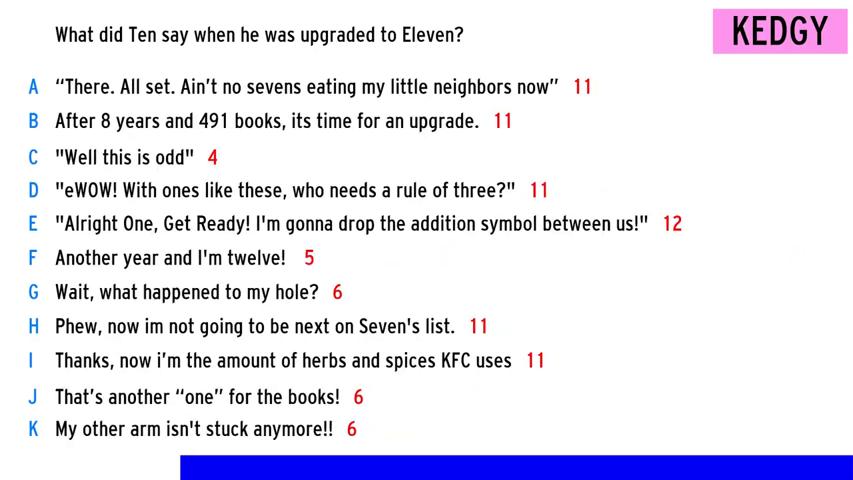 What did Ten say when he was upgraded to Eleven?
KEDGY
A “There. All set. Ain’t no sevens eating my little neighbors now” 11
B After 8 years and 491 books, its time for an upgrade. 11
C "Well this is odd" 4
D "eWOW! With ones like these, who needs a rule of three?" 11
E "Alright One, Get Ready! I'm gonna drop the addition symbol between us!" 12
F Another year and I'm twelve! 5
G Wait, what happened to my hole? 6
H Phew, now im not going to be next on Seven's list. 11
I Thanks, now i’m the amount of herbs and spices KFC uses 11
J That’s another “one” for the books! 6
K My other arm isn't stuck anymore!! 6